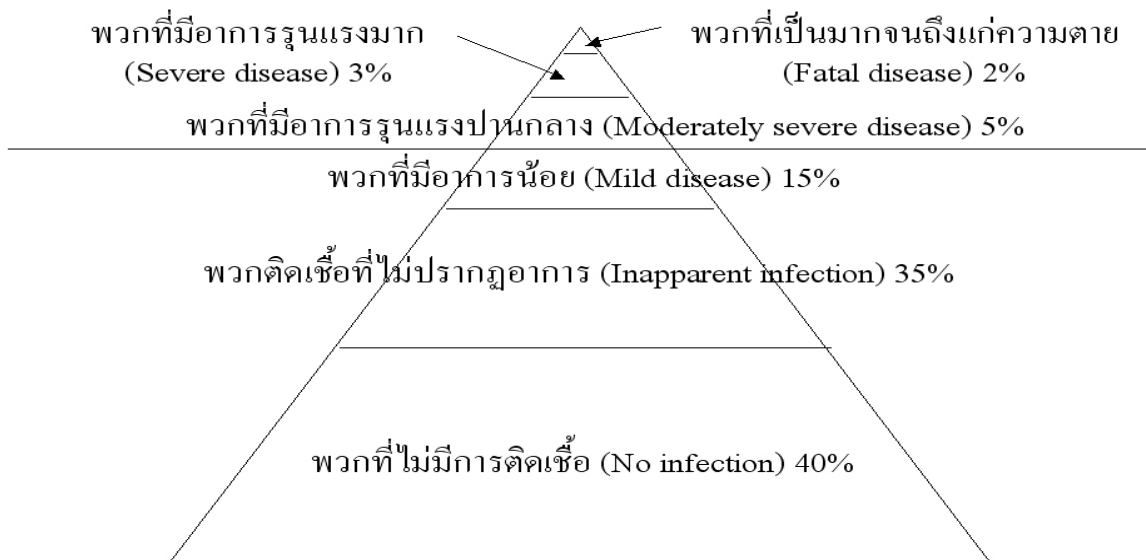 พวกที่มีอาการรุนแรงมาก
(Severe disease) 3%
พวกที่เป็นมากจนถึงแก่ความตาย
(Fatal disease) 2%
พวกที่มีอาการรุนแรงปานกลาง (Moderately severe disease) 5%
พวกที่มีอาการน้อย (Mild disease) 15%
พวกติดเชื้อที่ไม่ปรากฏอาการ (Inapparent infection) 35%
พวกที่ไม่มีการติดเชื้อ (No infection) 40%